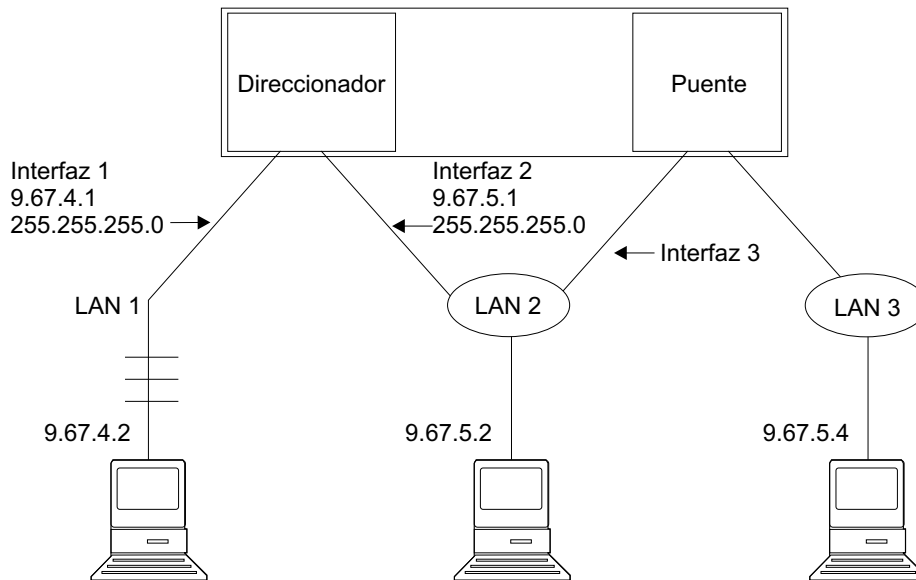 Direccionador
Puente
Interfaz 1
9.67.4.1
255.255.255.0
Interfaz 2
9.67.5.1
255.255.255.0
Interfaz 3
LAN 1
LAN 2
LAN 3
9.67.4.2
9.67.5.2
9.67.5.4